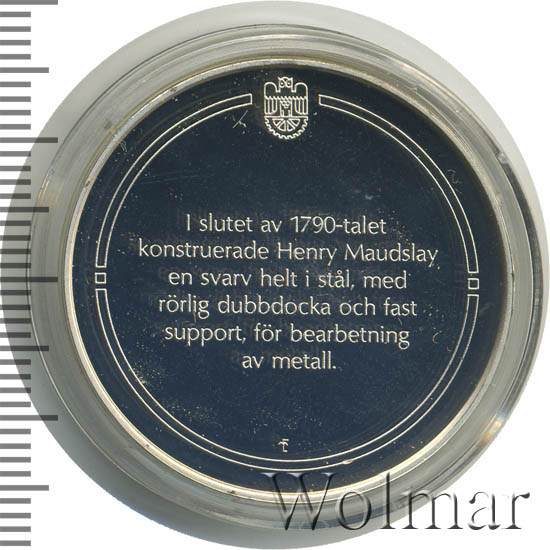 I slutet av 1790-talet
konstruerade Henry Maudslay
en svarv helt i stål, med
rörlig dubbdocka och fast
support, för bearbetning
av metall.
Wolmar